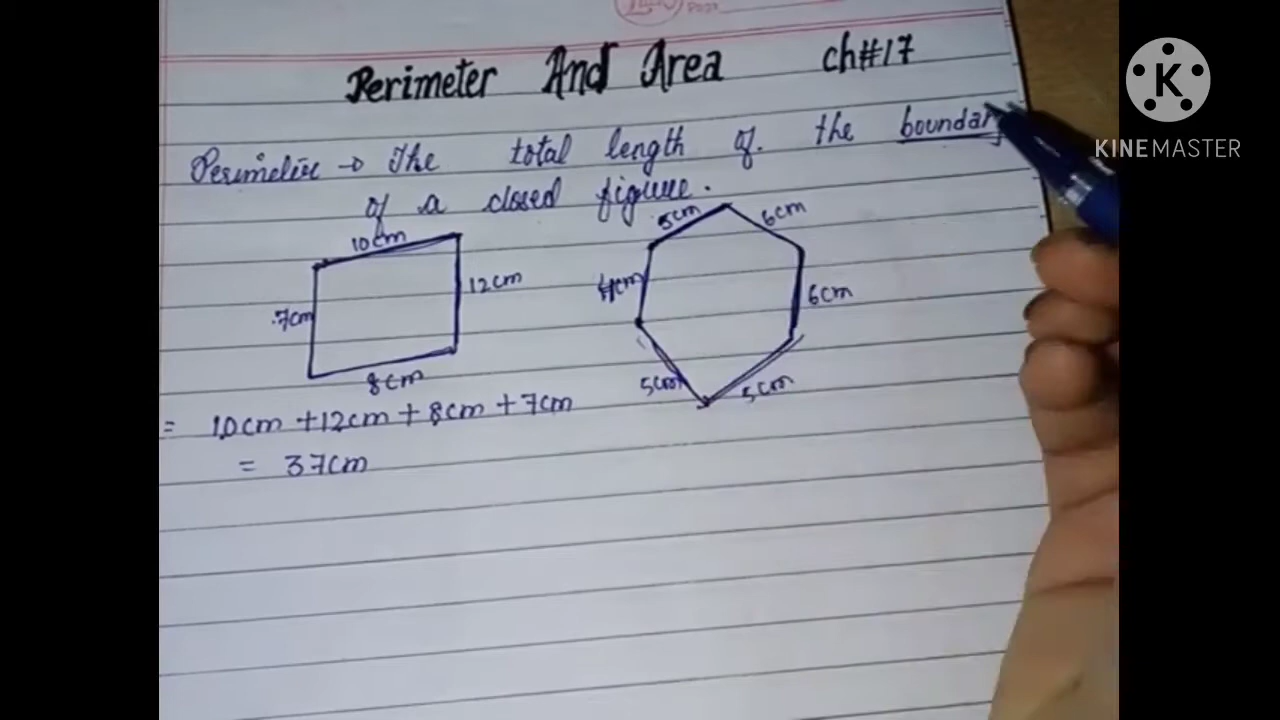 Page
Perimeter And Area ch#17
Perimeter → The total length of the boundary
of a closed figure.
10cm
12cm
7cm
8cm
5cm
6cm
4cm
6cm
5cm
5cm
= 10cm + 12cm + 8cm + 7cm
= 37cm
K
KINEMASTER